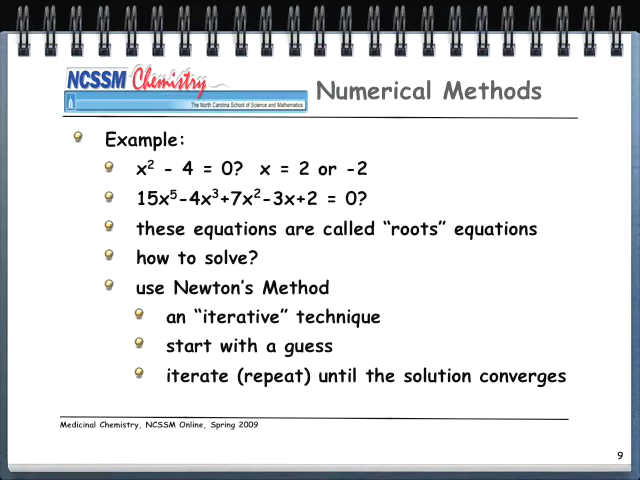 NCSSM Chemistry
The North Carolina School of Science and Mathematics
Numerical Methods
Example:
x² - 4 = 0?  x = 2 or -2
15x⁵-4x³+7x²-3x+2 = 0?
these equations are called “roots” equations
how to solve?
use Newton’s Method
an “iterative” technique
start with a guess
iterate (repeat) until the solution converges
Medicinal Chemistry, NCSSM Online, Spring 2009
9